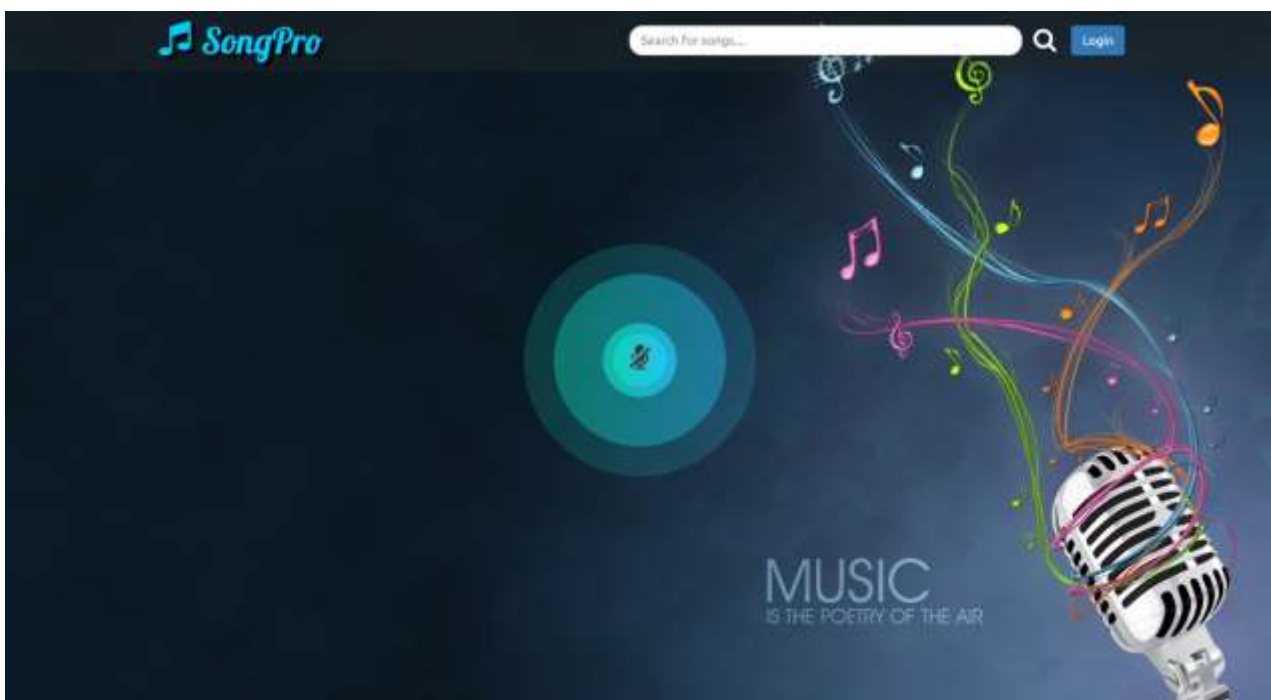 SongPro
Search for songs....
Login
MUSIC
IS THE POETRY OF THE AIR